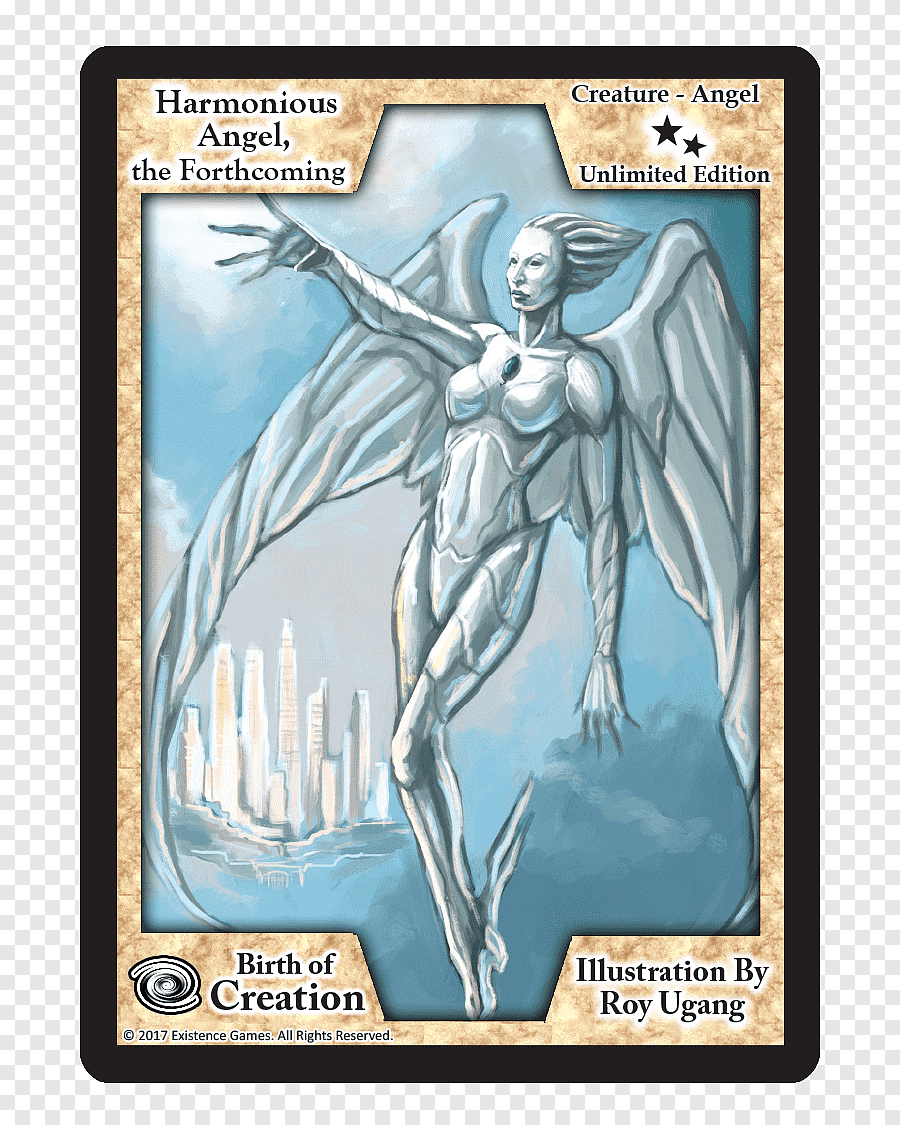 Harmonious
Angel,
the Forthcoming
Creature - Angel
Unlimited Edition
Birth of
Creation
Illustration By
Roy Ugang
© 2017 Existence Games. All Rights Reserved.